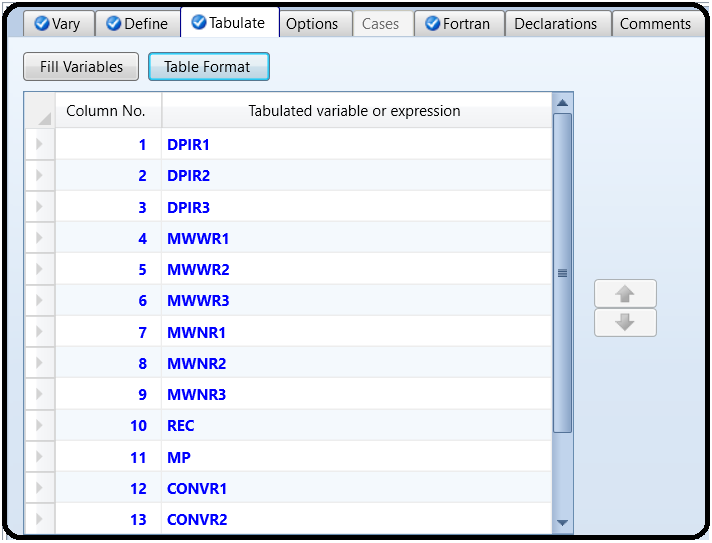 Vary Define Tabulate Options Cases Fortran Declarations Comments
Fill Variables Table Format
Column No. Tabulated variable or expression
1 DPIR1
2 DPIR2
3 DPIR3
4 MWWR1
5 MWWR2
6 MWWR3
7 MWNR1
8 MWNR2
9 MWNR3
10 REC
11 MP
12 CONVR1
13 CONVR2